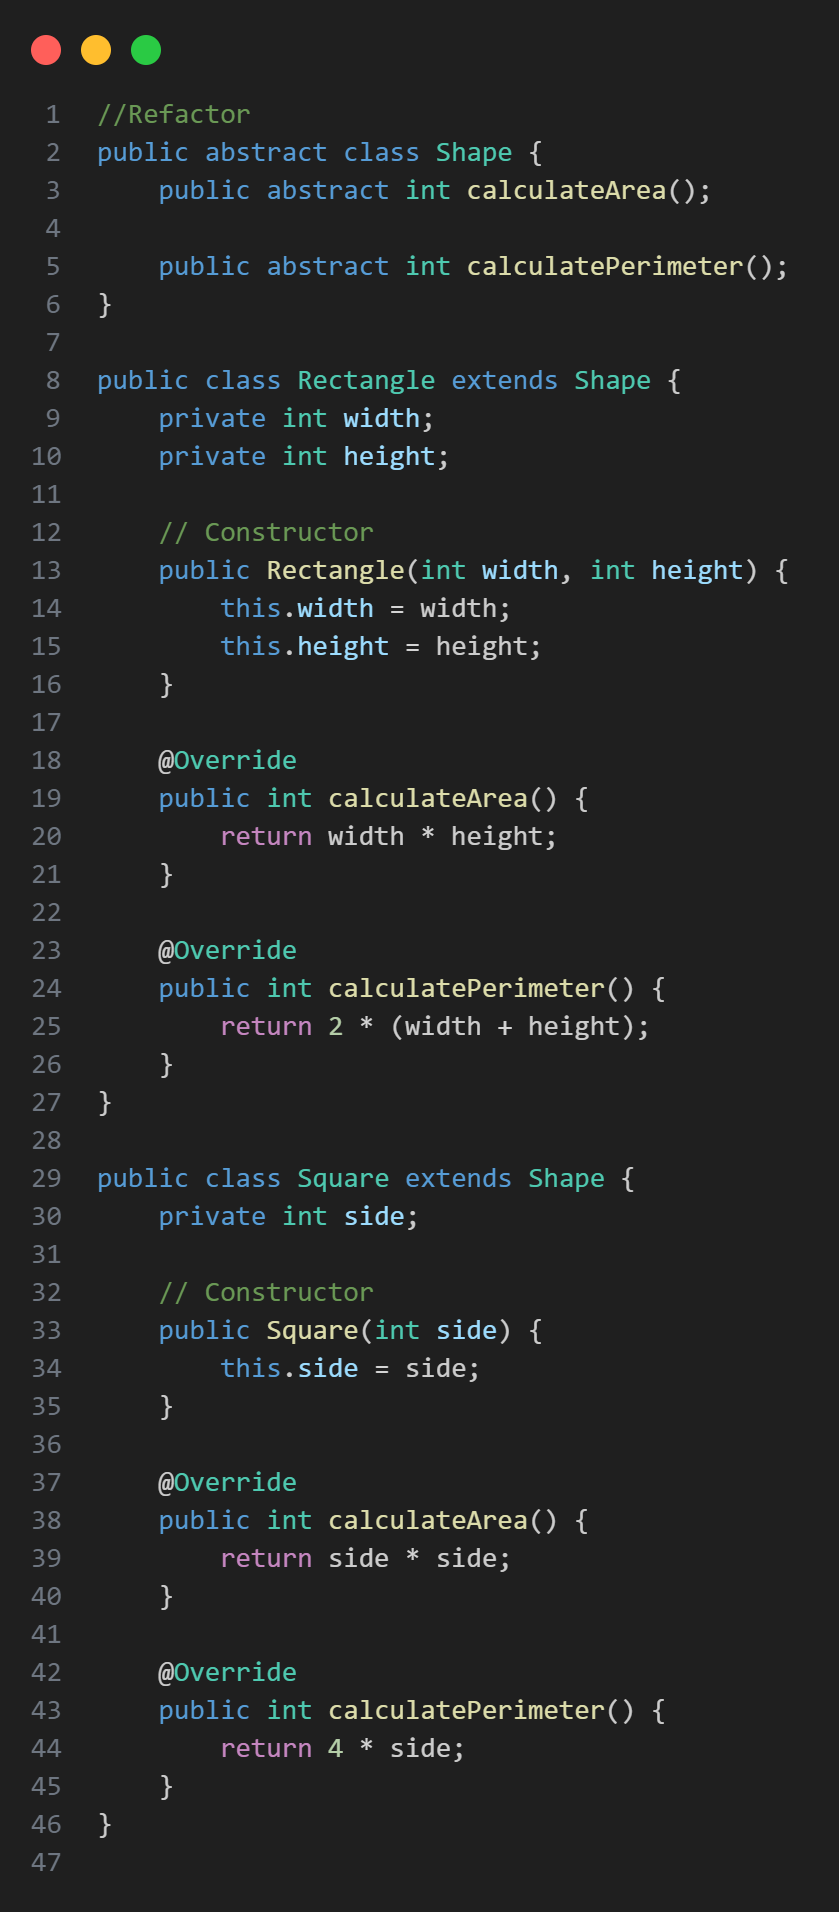 1 //Refactor
2 public abstract class Shape {
3     public abstract int calculateArea();
4
5     public abstract int calculatePerimeter();
6 }
7
8 public class Rectangle extends Shape {
9     private int width;
10     private int height;
11
12     // Constructor
13     public Rectangle(int width, int height) {
14         this.width = width;
15         this.height = height;
16     }
17
18     @Override
19     public int calculateArea() {
20         return width * height;
21     }
22
23     @Override
24     public int calculatePerimeter() {
25         return 2 * (width + height);
26     }
27 }
28
29 public class Square extends Shape {
30     private int side;
31
32     // Constructor
33     public Square(int side) {
34         this.side = side;
35     }
36
37     @Override
38     public int calculateArea() {
39         return side * side;
40     }
41
42     @Override
43     public int calculatePerimeter() {
44         return 4 * side;
45     }
46 }
47